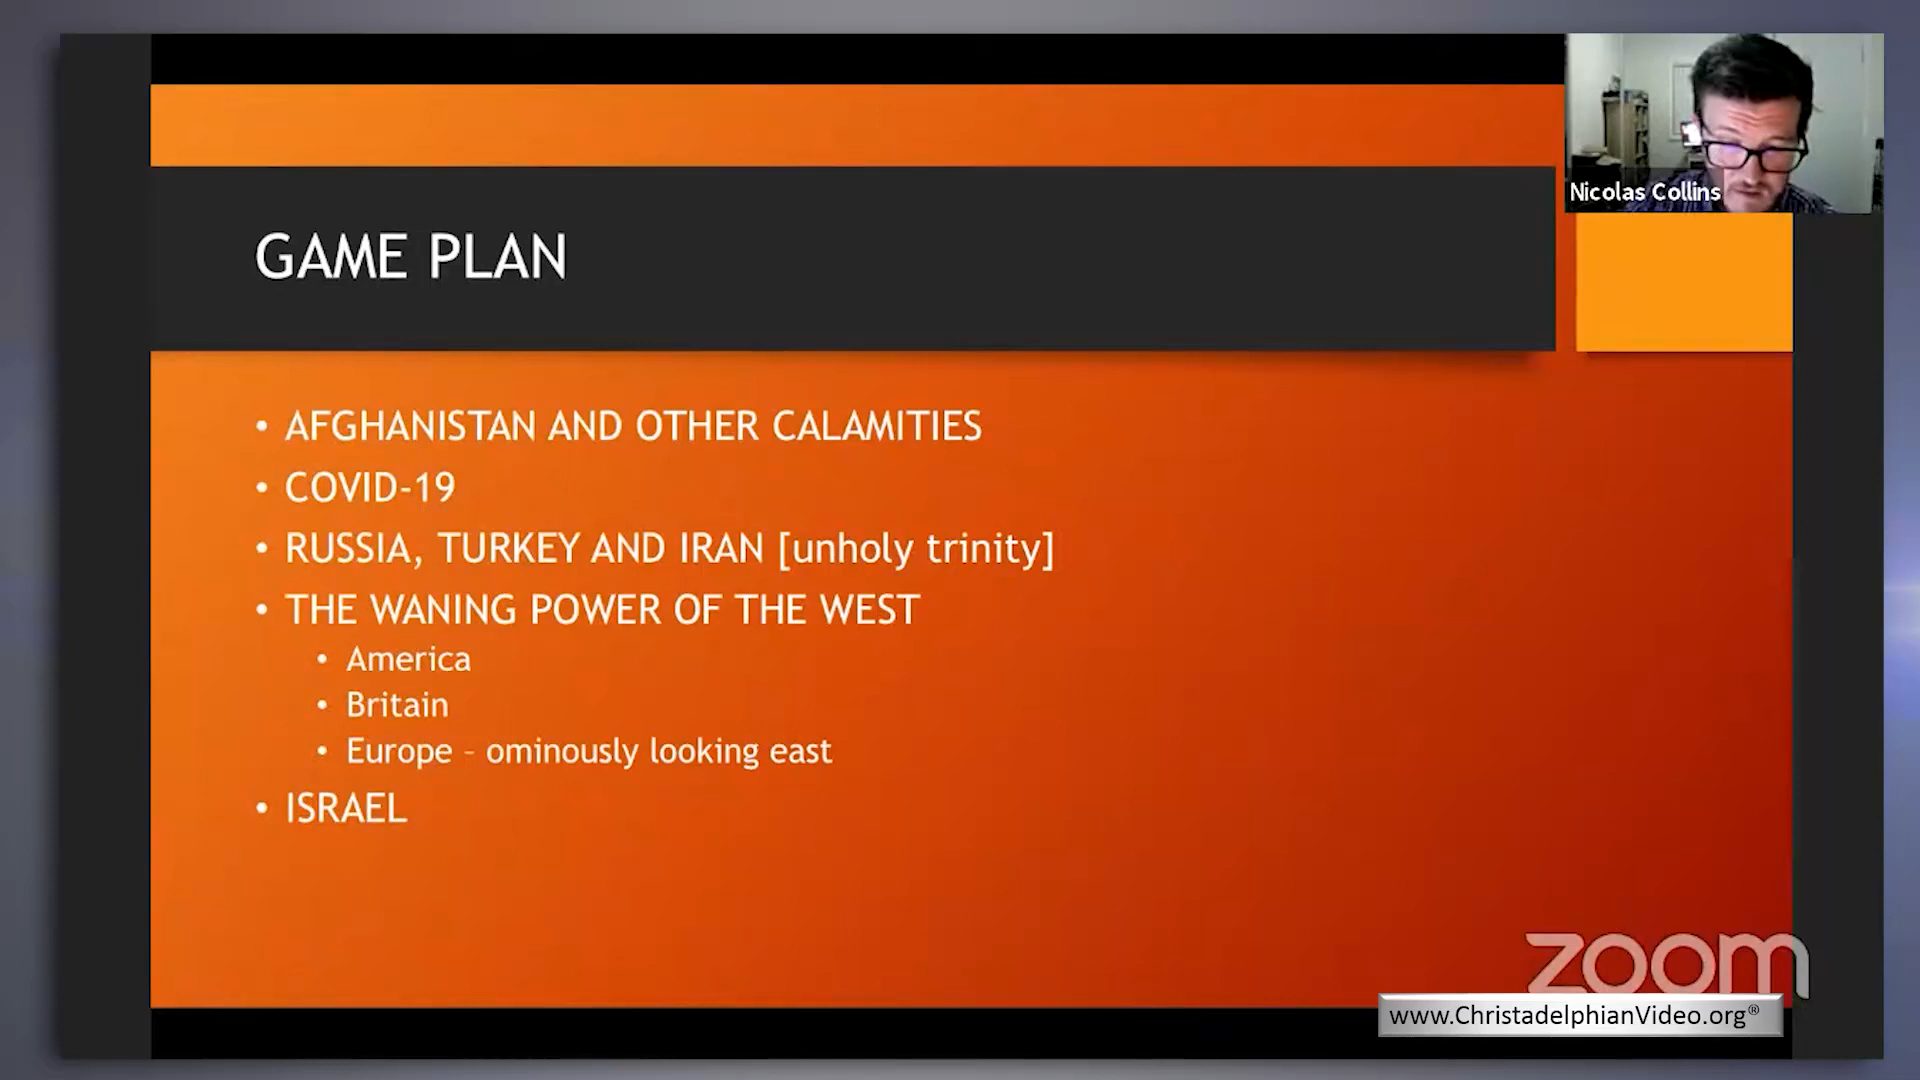 Nicolas Collins
GAME PLAN
• AFGHANISTAN AND OTHER CALAMITIES
• COVID-19
• RUSSIA, TURKEY AND IRAN [unholy trinity]
• THE WANING POWER OF THE WEST
• America
• Britain
• Europe – ominously looking east
• ISRAEL
zoom
www.ChristadelphianVideo.org®